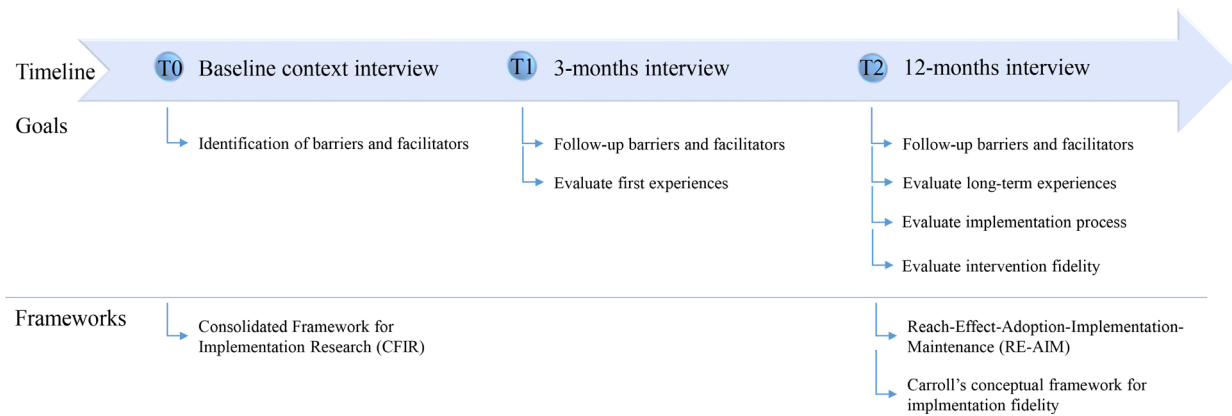 Timeline
T0 Baseline context interview
T1 3-months interview
T2 12-months interview
Goals
Identification of barriers and facilitators
Follow-up barriers and facilitators
Evaluate first experiences
Follow-up barriers and facilitators
Evaluate long-term experiences
Evaluate implementation process
Evaluate intervention fidelity
Frameworks
Consolidated Framework for
Implementation Research (CFIR)
Reach-Effect-Adoption-Implementation-
Maintenance (RE-AIM)
Carroll's conceptual framework for
implmentation fidelity